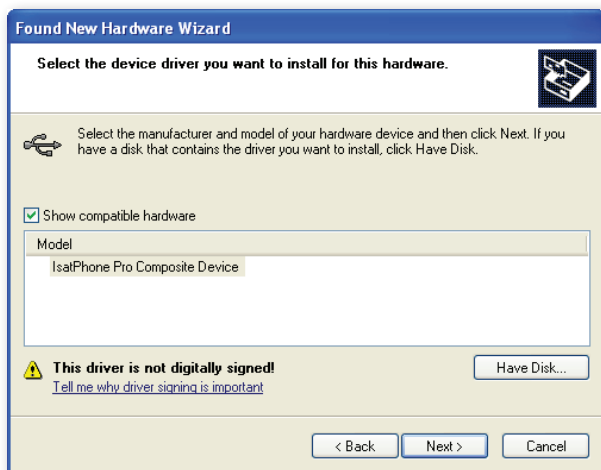 Found New Hardware Wizard
Select the device driver you want to install for this hardware.
Select the manufacturer and model of your hardware device and then click Next. If you
have a disk that contains the driver you want to install, click Have Disk.
Show compatible hardware
Model
IsatPhone Pro Composite Device
This driver is not digitally signed!
Tell me why driver signing is important
Have Disk...
< Back
Next >
Cancel